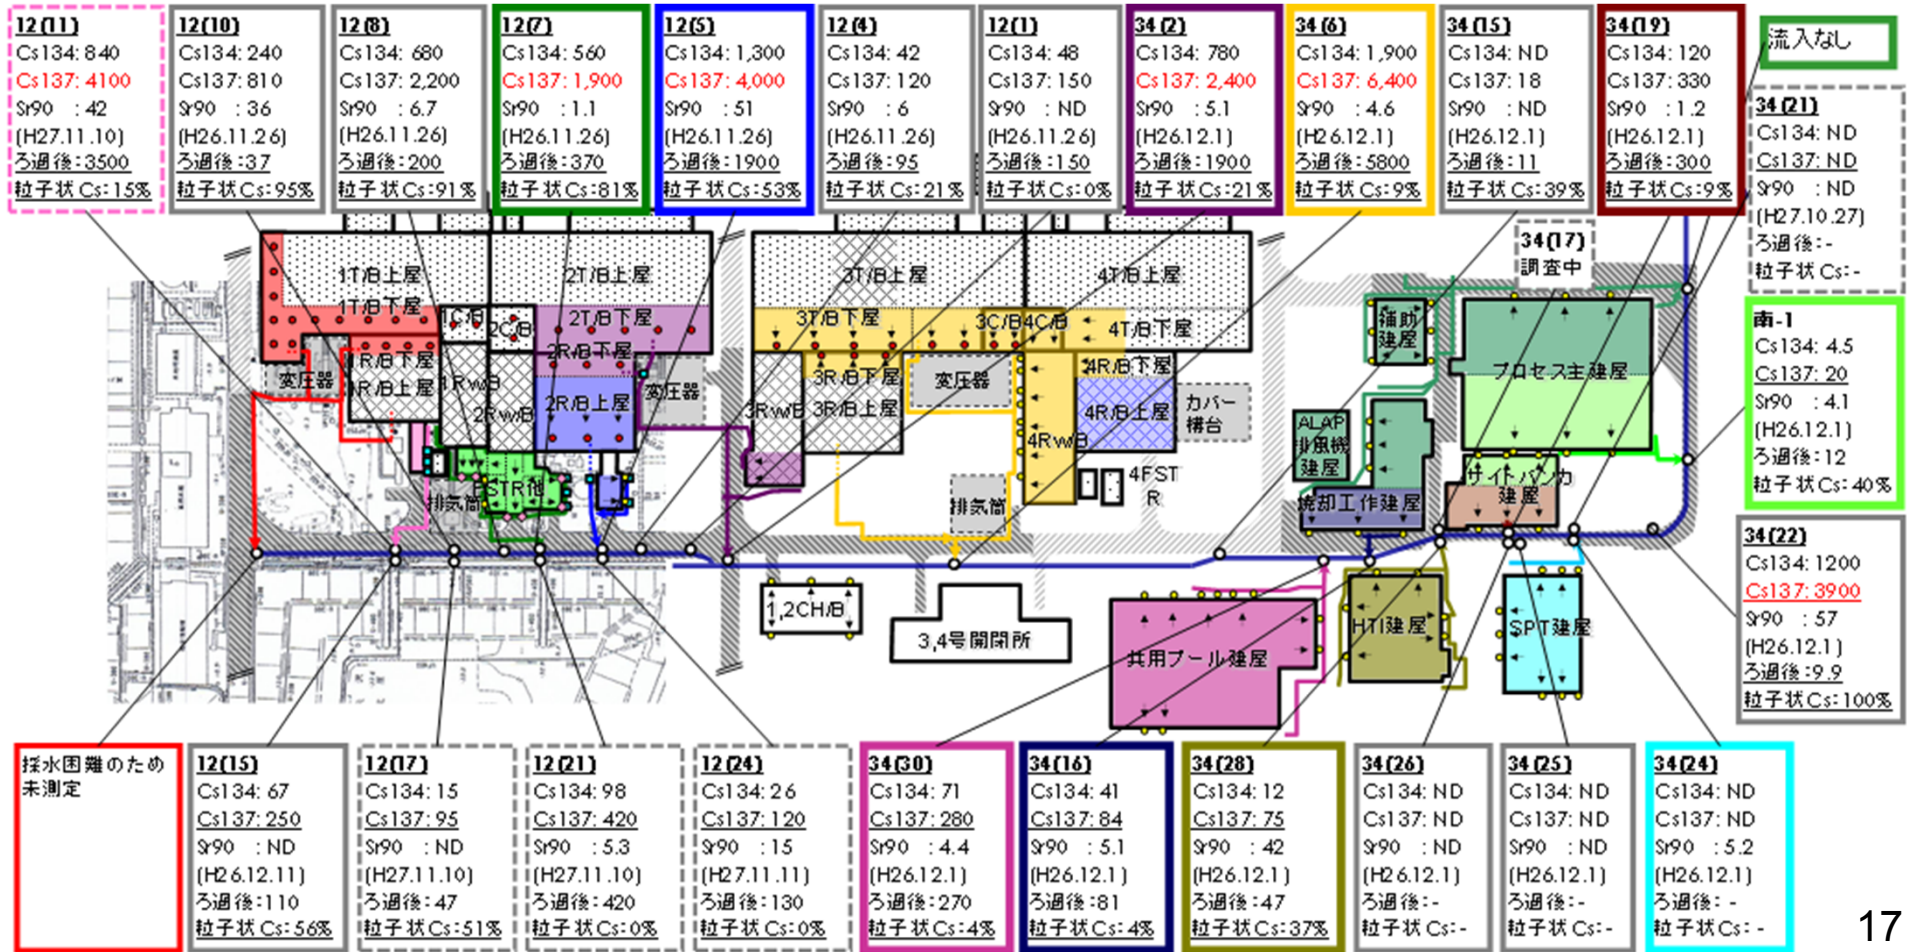 12(11)
Cs134: 840
Cs137: 4100
Sr90 : 42
(H27.11.10)
ろ過後:3500
粒子状Cs:15%
12(10)
Cs134: 240
Cs137: 810
Sr90 : 36
(H26.11.26)
ろ過後:37
粒子状Cs:95%
12(8)
Cs134: 680
Cs137: 2,200
Sr90 : 6.7
(H26.11.26)
ろ過後:200
粒子状Cs:91%
12(7)
Cs134: 560
Cs137: 1,900
Sr90 : 1.1
(H26.11.26)
ろ過後:370
粒子状Cs:81%
12(5)
Cs134: 1,300
Cs137: 4,000
Sr90 : 51
(H26.11.26)
ろ過後:1900
粒子状Cs:53%
12(4)
Cs134: 42
Cs137: 120
Sr90 : 6
(H26.11.26)
ろ過後:95
粒子状Cs:21%
12(1)
Cs134: 48
Cs137: 150
Sr90 : ND
(H26.11.26)
ろ過後:150
粒子状Cs:0%
34(2)
Cs134: 780
Cs137: 2,400
Sr90 : 5.1
(H26.12.1)
ろ過後:1900
粒子状Cs:21%
34(6)
Cs134: 1,900
Cs137: 6,400
Sr90 : 4.6
(H26.12.1)
ろ過後:5800
粒子状Cs:9%
34(15)
Cs134: ND
Cs137: 18
Sr90 : ND
(H26.12.1)
ろ過後:11
粒子状Cs:39%
34(19)
Cs134: 120
Cs137: 330
Sr90 : 1.2
(H26.12.1)
ろ過後:300
粒子状Cs:9%
流入なし
34(21)
Cs134: ND
Cs137: ND
Sr90 : ND
(H27.10.27)
ろ過後:-
粒子状Cs:-
34(17)
調査中
南-1
Cs134: 4.5
Cs137: 20
Sr90 : 4.1
(H26.12.1)
ろ過後:12
粒子状Cs:40%
34(22)
Cs134: 1200
Cs137: 3900
Sr90 : 57
(H26.12.1)
ろ過後:9.9
粒子状Cs:100%
1T/B上屋
2T/B上屋
3T/B上屋
4T/B上屋
1T/B下屋
1C/B
2C/B
2T/B下屋
3T/B下屋
3C/B
4C/B
4T/B下屋
補助
建屋
プロセス主建屋
変圧器
1R/B下屋
1R/B上屋
1Rw/B
2Rw/B
2R/B下屋
2R/B上屋
変圧器
3Rw/B
3R/B下屋
3R/B上屋
変圧器
4Rw/B
4R/B下屋
4R/B上屋
カバー
構台
ALAP
排風機
建屋
排気筒
FSTR他
排気筒
4FST
R
焼却工作建屋
サイトバンカ
建屋
1,2CH/B
3,4号開閉所
共用プール建屋
HTI建屋
SPT建屋
採水困難のため
未測定
12(15)
Cs134: 67
Cs137: 250
Sr90 : ND
(H26.12.11)
ろ過後:110
粒子状Cs:56%
12(17)
Cs134: 15
Cs137: 95
Sr90 : ND
(H27.11.10)
ろ過後:47
粒子状Cs:51%
12(21)
Cs134: 98
Cs137: 420
Sr90 : 5.3
(H27.11.10)
ろ過後:420
粒子状Cs:0%
12(24)
Cs134: 26
Cs137: 120
Sr90 : 15
(H27.11.11)
ろ過後:130
粒子状Cs:0%
34(30)
Cs134: 71
Cs137: 280
Sr90 : 4.4
(H26.12.1)
ろ過後:270
粒子状Cs:4%
34(16)
Cs134: 41
Cs137: 84
Sr90 : 5.1
(H26.12.1)
ろ過後:81
粒子状Cs:4%
34(28)
Cs134: 12
Cs137: 75
Sr90 : 42
(H26.12.1)
ろ過後:47
粒子状Cs:37%
34(26)
Cs134: ND
Cs137: ND
Sr90 : ND
(H26.12.1)
ろ過後:-
粒子状Cs:-
34(25)
Cs134: ND
Cs137: ND
Sr90 : ND
(H26.12.1)
ろ過後:-
粒子状Cs:-
34(24)
Cs134: ND
Cs137: ND
Sr90 : 5.2
(H26.12.1)
ろ過後: -
粒子状Cs: -
17